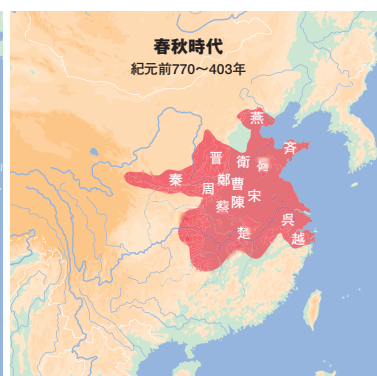 春秋時代
紀元前770〜403年
燕
斉
晋
衛
秦
鄭
曹
周
宋
陳
蔡
呉
楚
越